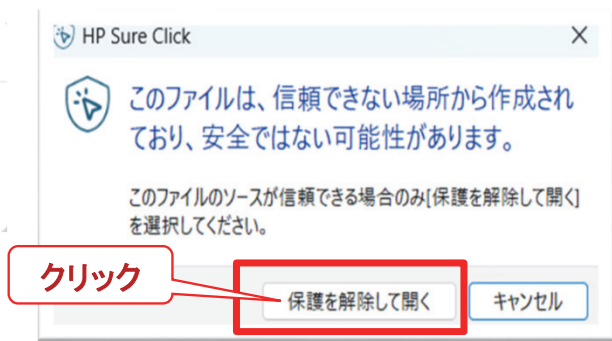 HP Sure Click
このファイルは、信頼できない場所から作成され
ており、安全ではない可能性があります。
このファイルのソースが信頼できる場合のみ[保護を解除して開く]
を選択してください。
クリック
保護を解除して開く
キャンセル